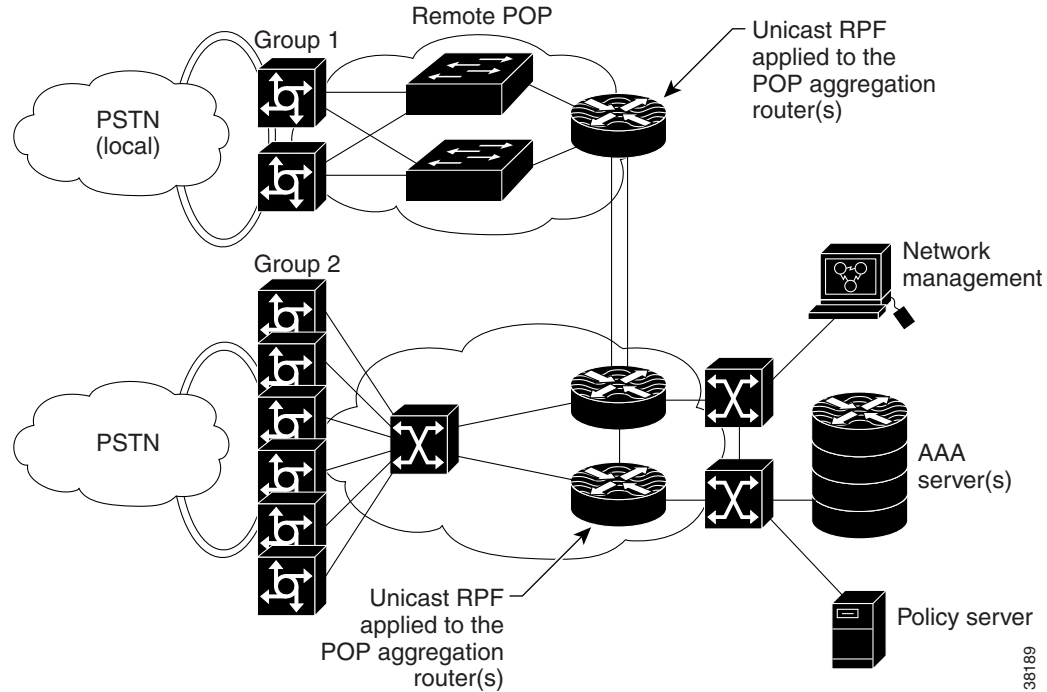 Remote POP
Group 1
Unicast RPF
applied to the
POP aggregation
router(s)
PSTN
(local)
Group 2
Network
management
PSTN
AAA
server(s)
Unicast RPF
applied to the
POP aggregation
router(s)
Policy server
38189